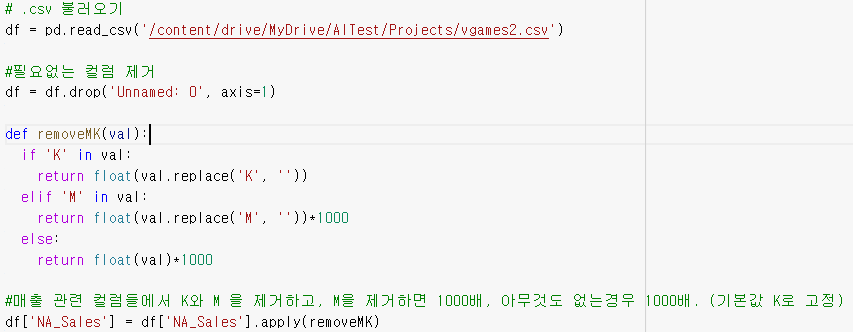 # .csv 불러오기
df = pd.read_csv('/content/drive/MyDrive/AITest/Projects/vgames2.csv')
#필요없는 컬럼 제거
df = df.drop('Unnamed: 0', axis=1)
def removeMK(val):
if 'K' in val:
return float(val.replace('K', ''))
elif 'M' in val:
return float(val.replace('M', ''))*1000
else:
return float(val)*1000
#매출 관련 컬럼들에서 K와 M 을 제거하고, M을 제거하면 1000배, 아무것도 없는경우 1000배. (기본값 K로 고정)
df['NA_Sales'] = df['NA_Sales'].apply(removeMK)